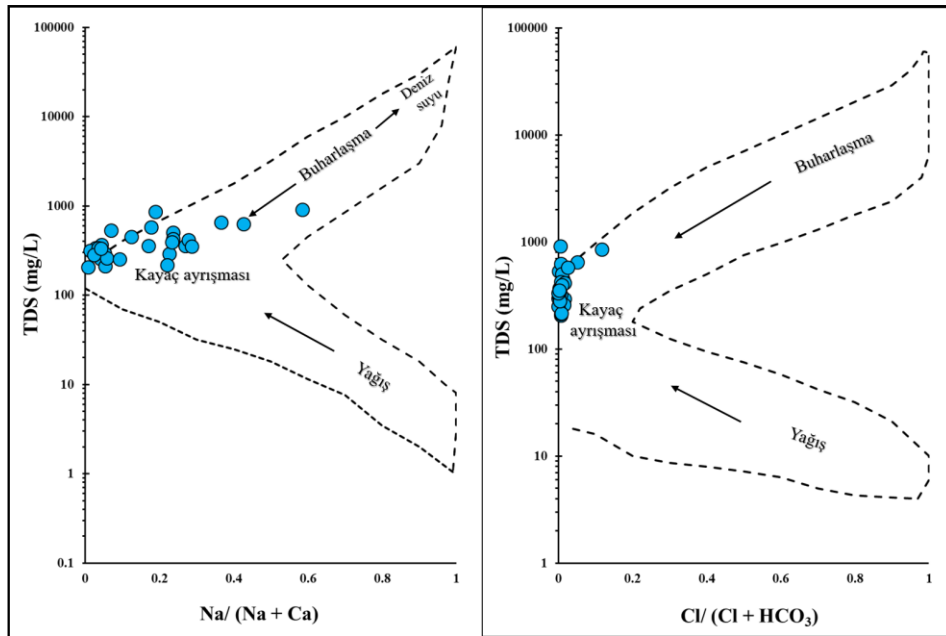 100000
10000
1000
100
10
1
0.1
TDS (mg/L)
0
0.2
0.4
0.6
0.8
1
Na/ (Na + Ca)
Deniz
suyu
Buharlaşma
Kayaç ayrışması
Yağış
100000
10000
1000
100
10
1
TDS (mg/L)
0
0.2
0.4
0.6
0.8
1
Cl/ (Cl + HCO₃)
Buharlaşma
Kayaç
ayrışması
Yağış